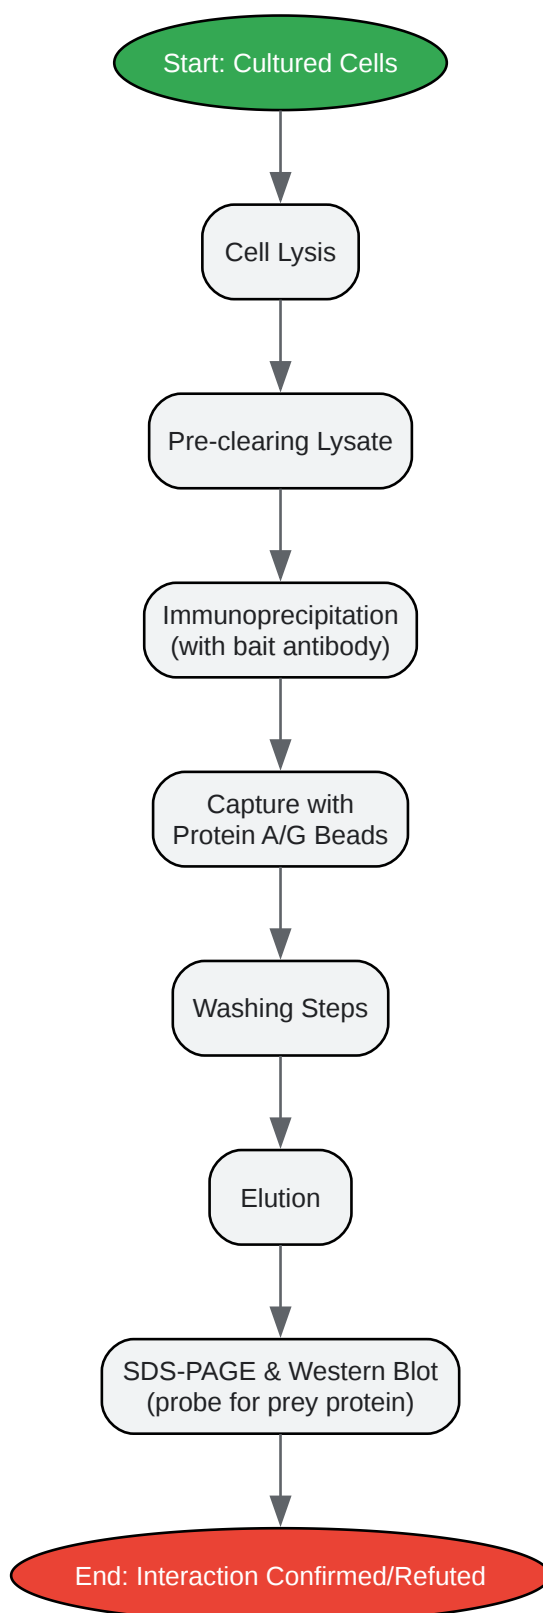 Start: Cultured Cells
Cell Lysis
Pre-clearing Lysate
Immunoprecipitation
(with bait antibody)
Capture with
Protein A/G Beads
Washing Steps
Elution
SDS-PAGE & Western Blot
(probe for prey protein)
End: Interaction Confirmed/Refuted